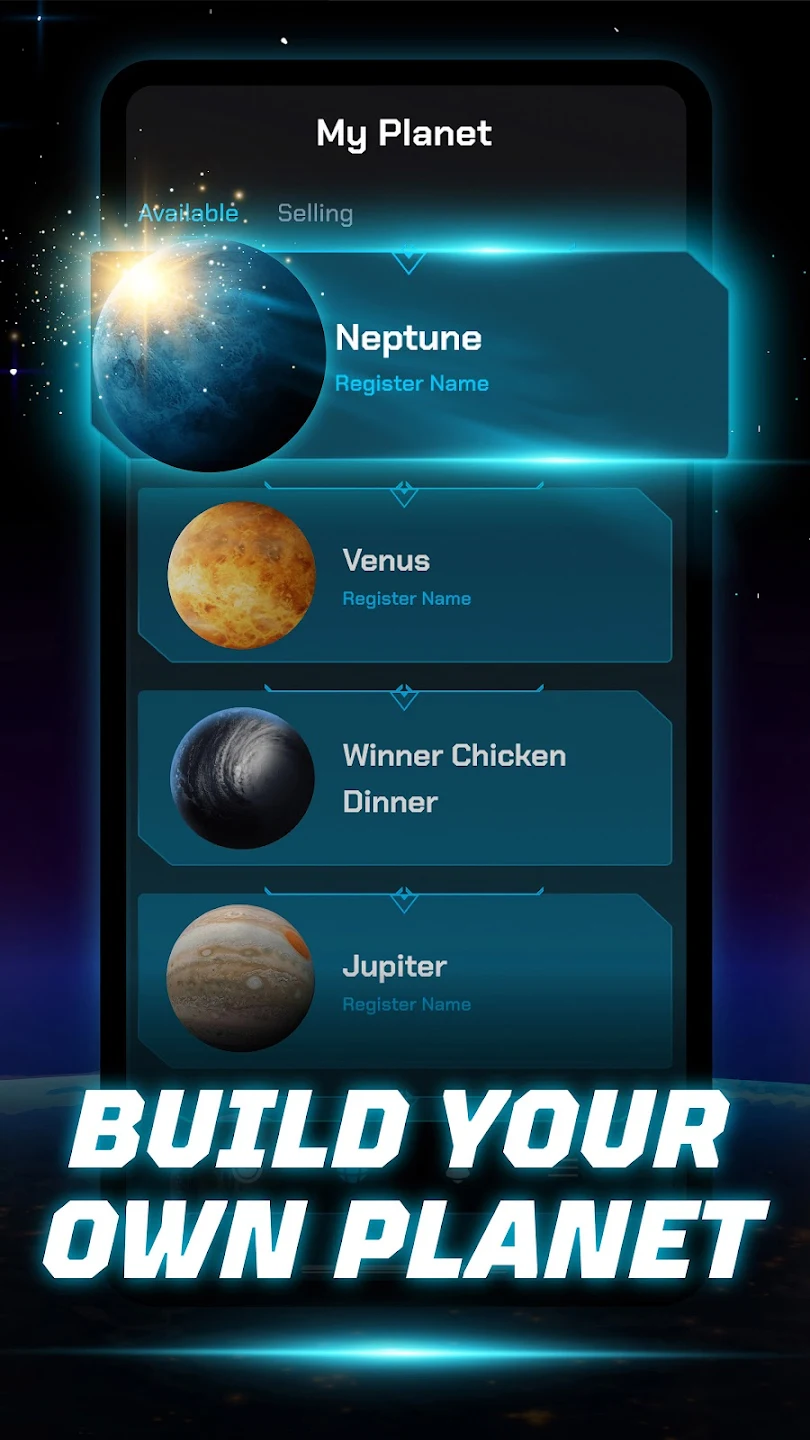 My Planet
Available Selling
Neptune
Register Name
Venus
Register Name
Winner Chicken
Dinner
Jupiter
Register Name
BUILD YOUR
OWN PLANET